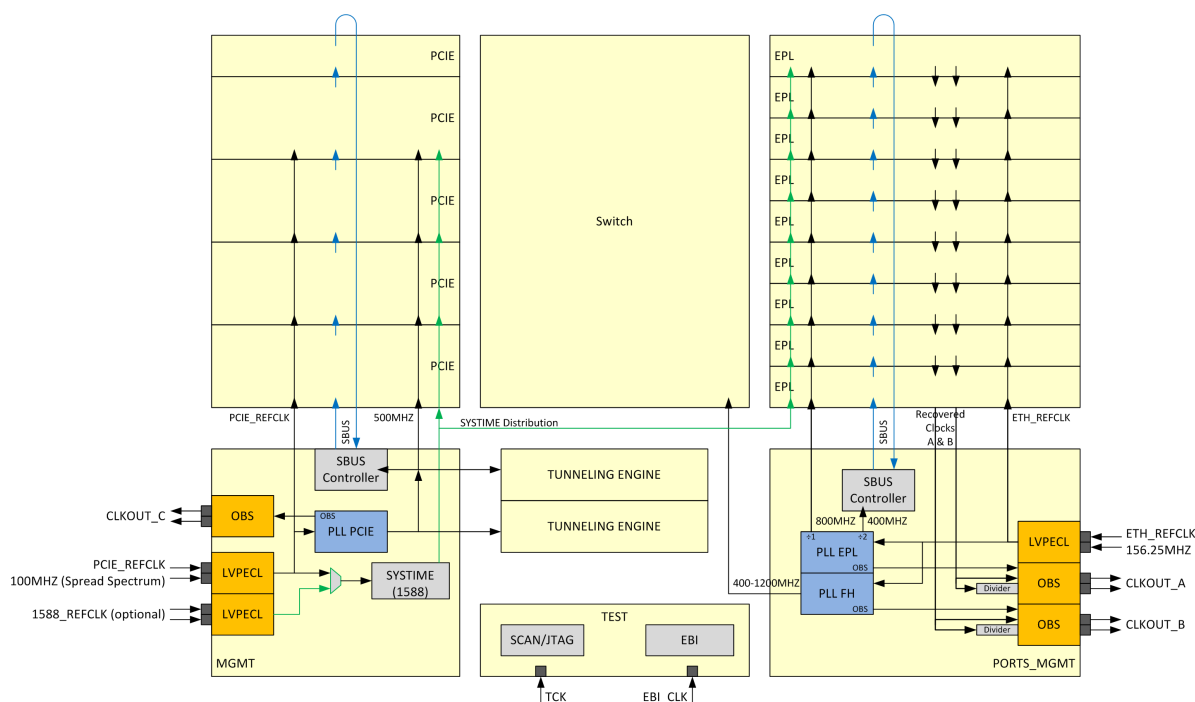 PCIE
PCIE
PCIE
PCIE
PCIE
Switch
EPL
EPL
EPL
EPL
EPL
EPL
EPL
EPL
EPL
PCIE_REFCLK
SBUS
500MHZ
SYSTIME Distribution
SBUS
Recovered
Clocks
A & B
ETH_REFCLK
SBUS
Controller
OBS
CLKOUT_C
OBS
PLL PCIE
PCIE_REFCLK
100MHZ (Spread Spectrum)
LVPECL
1588_REFCLK (optional)
LVPECL
SYSTIME
(1588)
MGMT
TUNNELING ENGINE
TUNNELING ENGINE
TEST
SCAN/JTAG
EBI
TCK
EBI_CLK
SBUS
Controller
800MHZ
400MHZ
÷1
÷2
PLL EPL
OBS
400-1200MHZ
PLL FH
OBS
LVPECL
ETH_REFCLK
156.25MHZ
OBS
Divider
CLKOUT_A
OBS
Divider
CLKOUT_B
PORTS_MGMT